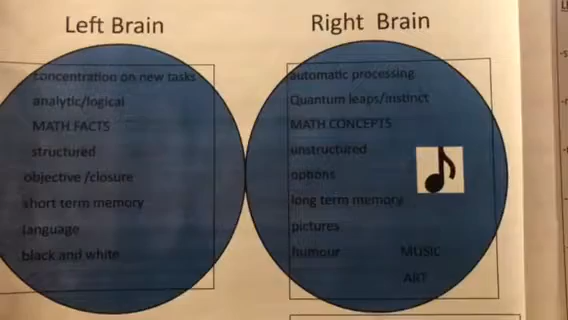 Left Brain
concentration on new tasks
analytic/logical
MATH FACTS
structured
objective /closure
short term memory
language
black and white
Right Brain
automatic processing
Quantum leaps/instinct
MATH CONCEPTS
unstructured
options
long term memory
pictures
humour MUSIC
ART